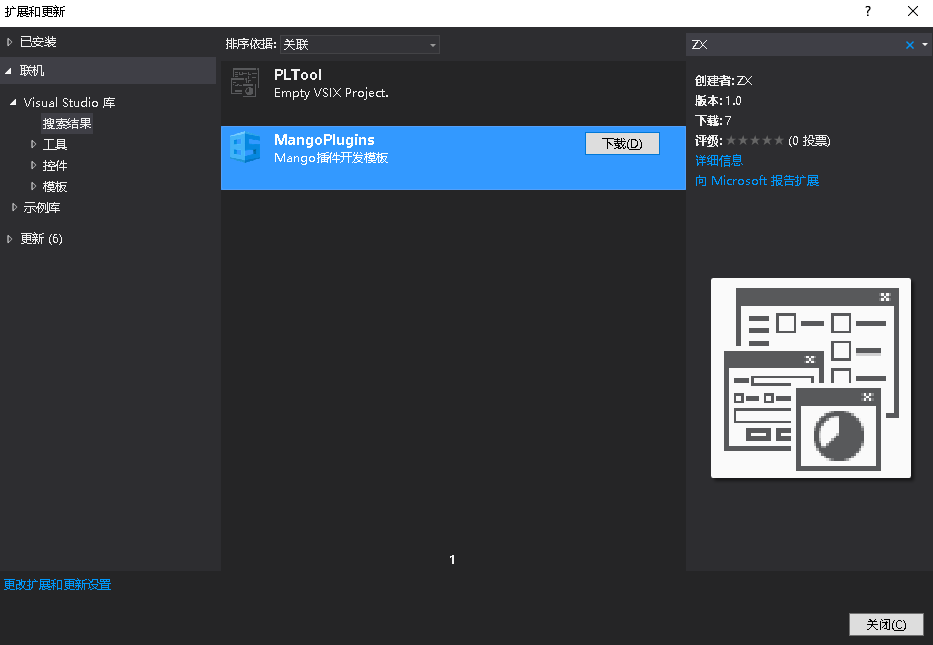 扩展和更新
?
已安装
联机
Visual Studio 库
搜索结果
工具
控件
模板
示例库
更新 (6)
排序依据: 关联
PLTool
Empty VSIX Project.
MangoPlugins
Mango插件开发模板
下载(D)
1
ZX
创建者: ZX
版本: 1.0
下载: 7
评级: (0 投票)
详细信息
向 Microsoft 报告扩展
更改扩展和更新设置
关闭(C)